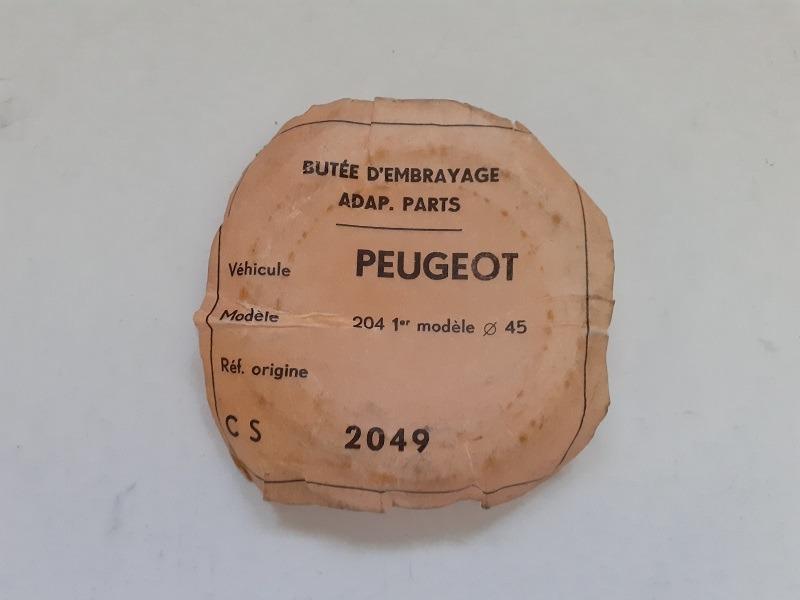 BUTÉE D'EMBRAYAGE
ADAP. PARTS
Véhicule PEUGEOT
Modèle 204 1er modèle ⌀ 45
Réf. origine
C S 2049